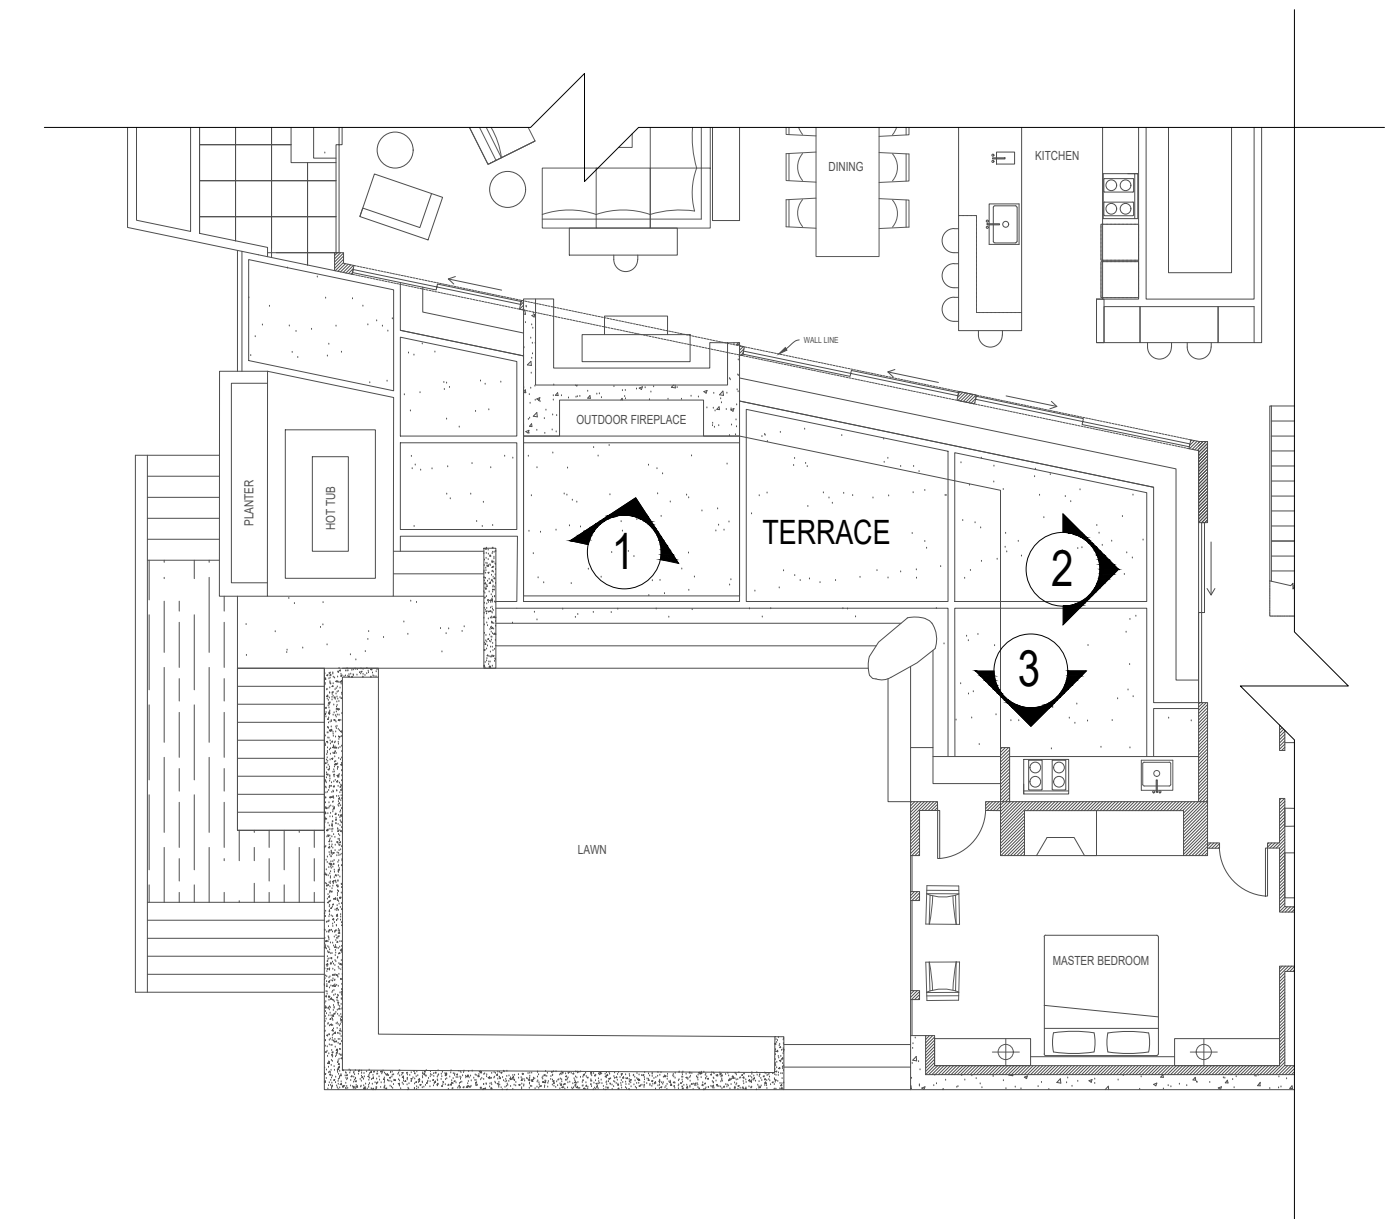 KITCHEN
DINING
WALL LINE
OUTDOOR FIREPLACE
PLANTER
HOT TUB
TERRACE
1
2
3
LAWN
MASTER BEDROOM